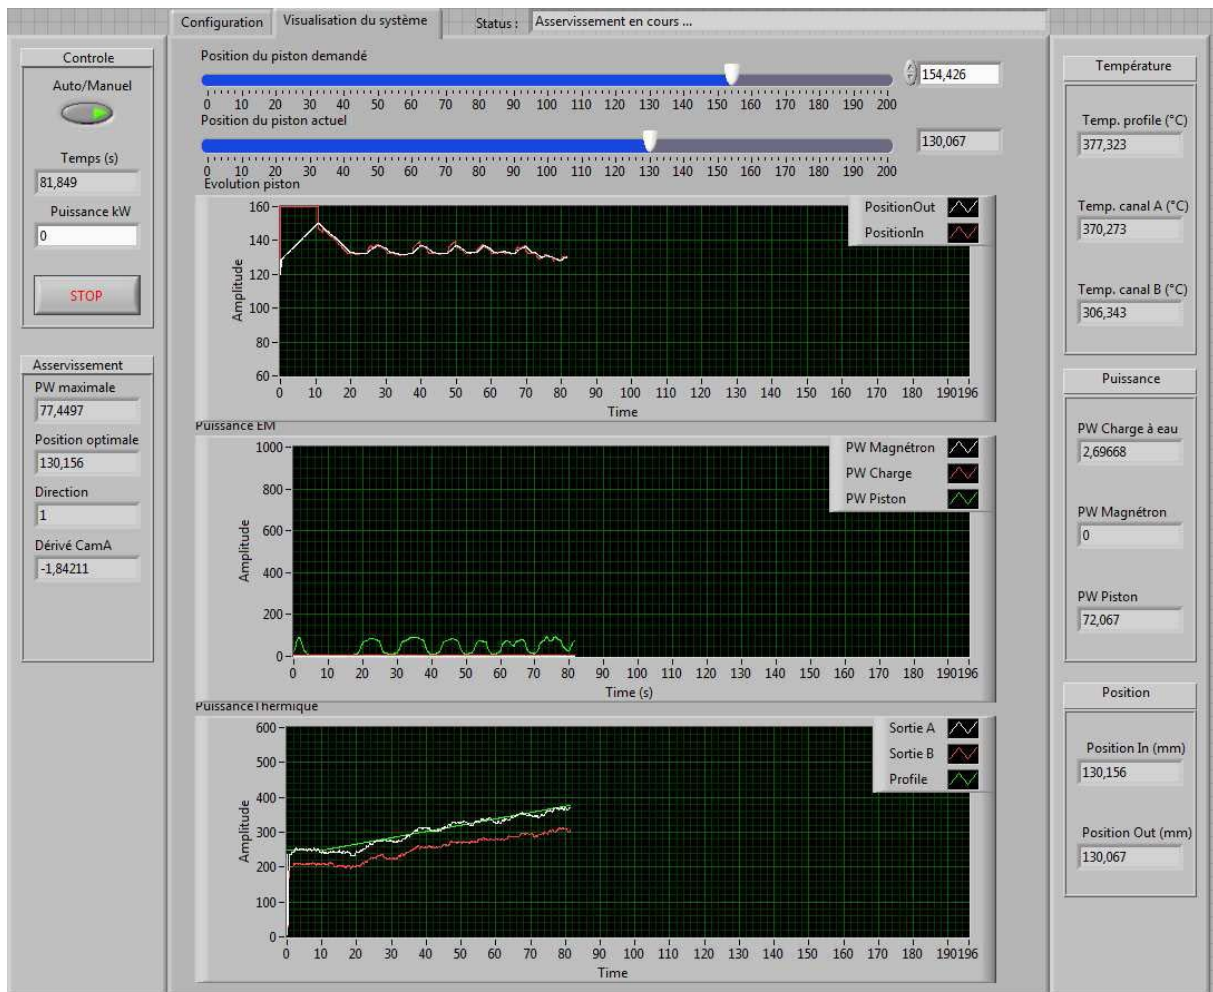 Configuration
Visualisation du système
Status :
Asservissement en cours ...
Controle
Auto/Manuel
Temps (s)
81,849
Puissance kW
0
STOP
Asservissement
PW maximale
77,4497
Position optimale
130,156
Direction
1
Dérivé CamA
-1,84211
Position du piston demandé
154,426
0 10 20 30 40 50 60 70 80 90 100 110 120 130 140 150 160 170 180 190 200
Position du piston actuel
130,067
0 10 20 30 40 50 60 70 80 90 100 110 120 130 140 150 160 170 180 190 200
Evolution piston
PositionOut
PositionIn
Amplitude
160
140
120
100
80
60
0 10 20 30 40 50 60 70 80 90 100 110 120 130 140 150 160 170 180 190 196
Time
Puissance EM
PW Magnétron
PW Charge
PW Piston
Amplitude
1000
800
600
400
200
0
0 10 20 30 40 50 60 70 80 90 100 110 120 130 140 150 160 170 180 190 196
Time (s)
PuissanceThermique
Sortie A
Sortie B
Profile
Amplitude
600
500
400
300
200
100
0
0 10 20 30 40 50 60 70 80 90 100 110 120 130 140 150 160 170 180 190 196
Time
Température
Temp. profile (°C)
377,323
Temp. canal A (°C)
370,273
Temp. canal B (°C)
306,343
Puissance
PW Charge à eau
2,69668
PW Magnétron
0
PW Piston
72,067
Position
Position In (mm)
130,156
Position Out (mm)
130,067